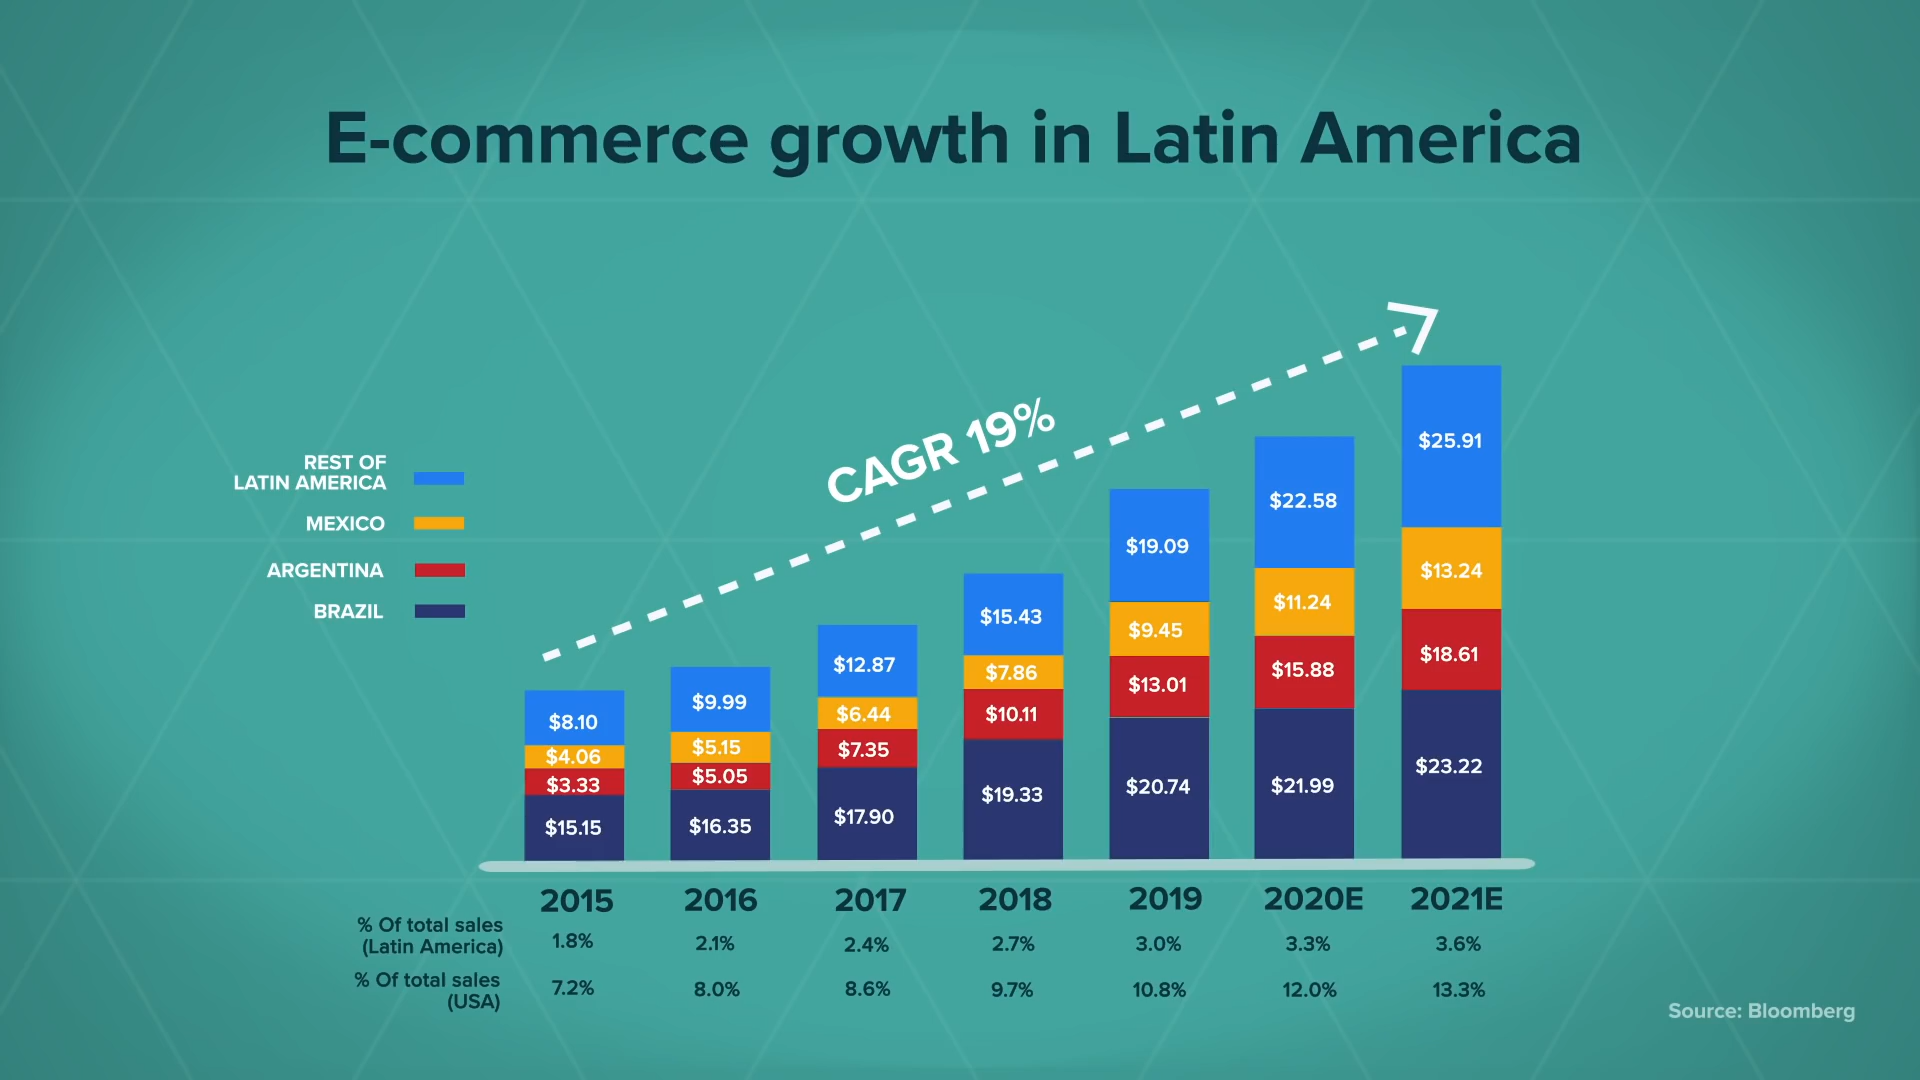 E-commerce growth in Latin America
CAGR 19%
REST OF
LATIN AMERICA
MEXICO
ARGENTINA
BRAZIL
$8.10
$4.06
$3.33
$15.15
$9.99
$5.15
$5.05
$16.35
$12.87
$6.44
$7.35
$17.90
$15.43
$7.86
$10.11
$19.33
$19.09
$9.45
$13.01
$20.74
$22.58
$11.24
$15.88
$21.99
$25.91
$13.24
$18.61
$23.22
2015 2016 2017 2018 2019 2020E 2021E
% Of total sales
(Latin America) 1.8% 2.1% 2.4% 2.7% 3.0% 3.3% 3.6%
% Of total sales
(USA) 7.2% 8.0% 8.6% 9.7% 10.8% 12.0% 13.3%
Source: Bloomberg